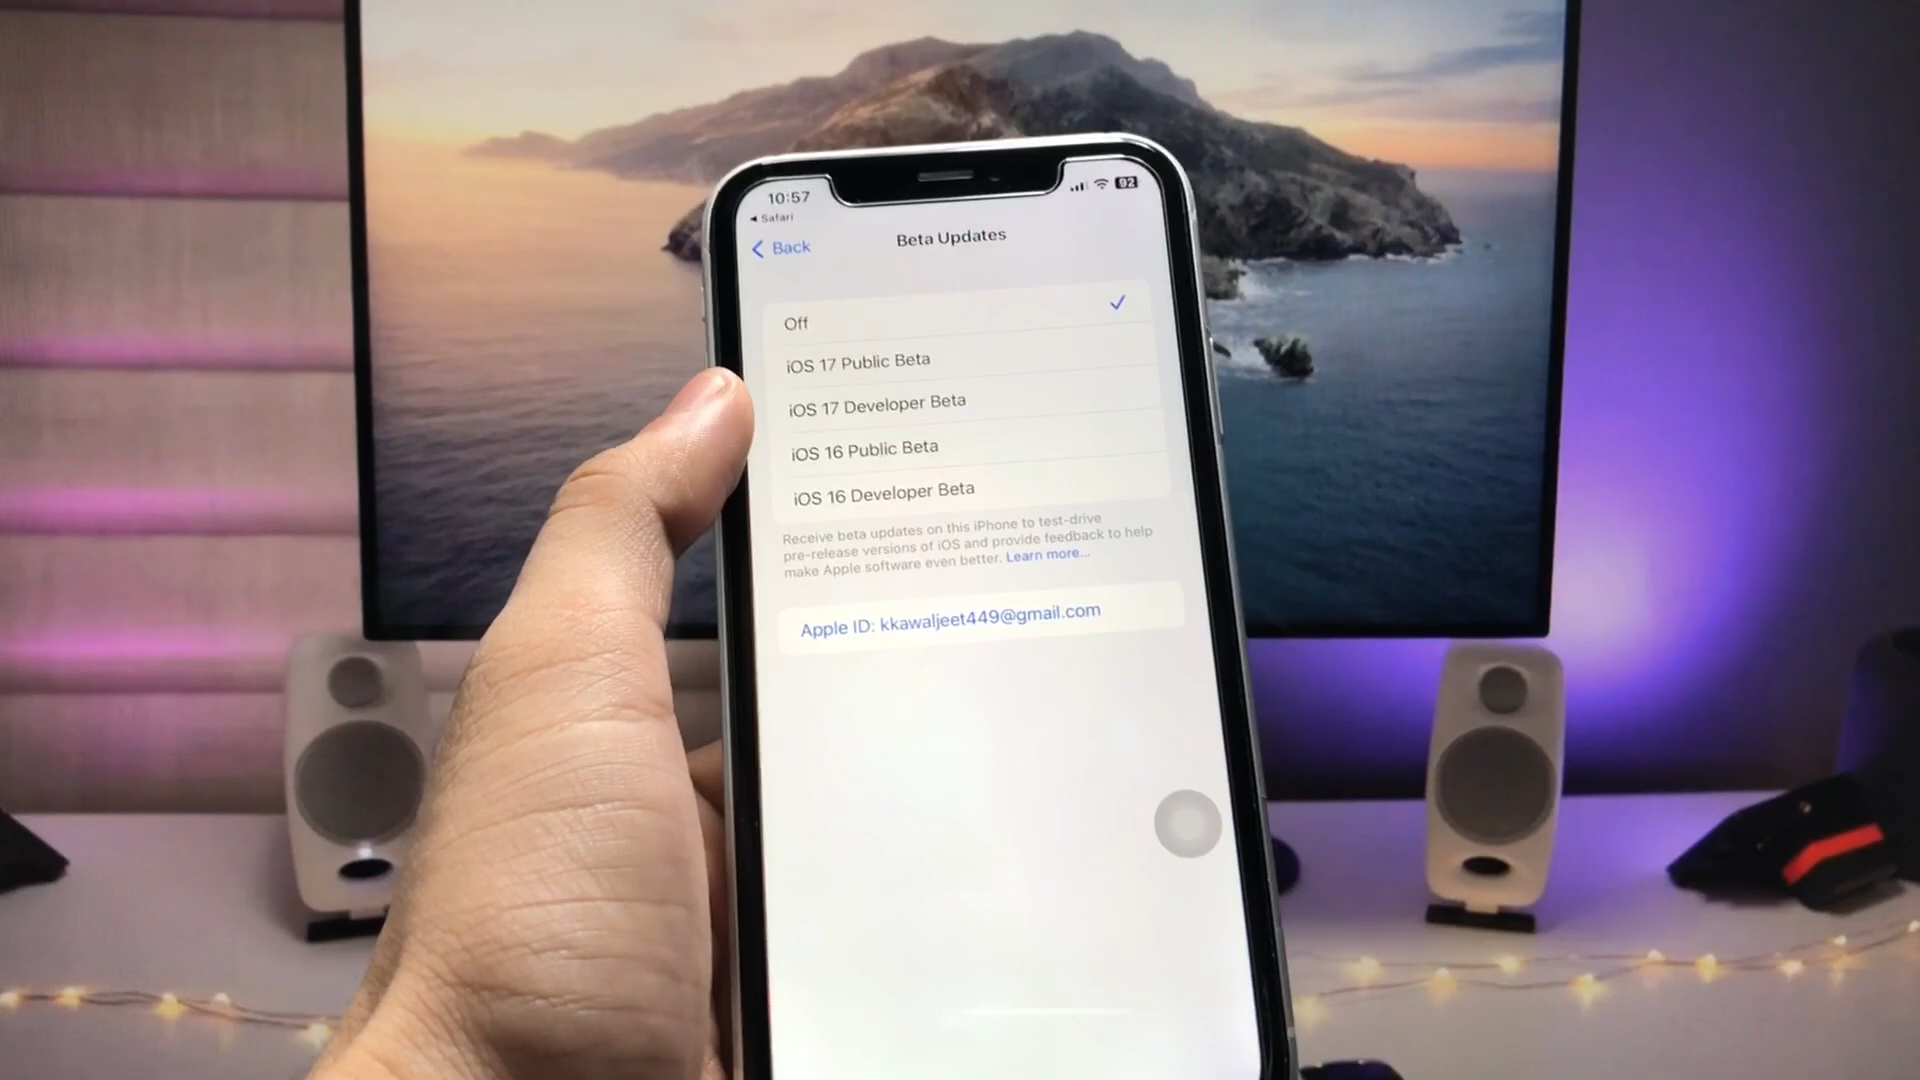 10:57
92
◂ Safari
Back
Beta Updates
Off
iOS 17 Public Beta
iOS 17 Developer Beta
iOS 16 Public Beta
iOS 16 Developer Beta
Receive beta updates on this iPhone to test-drive
pre-release versions of iOS and provide feedback to help
make Apple software even better. Learn more...
Apple ID: kkawaljeet449@gmail.com